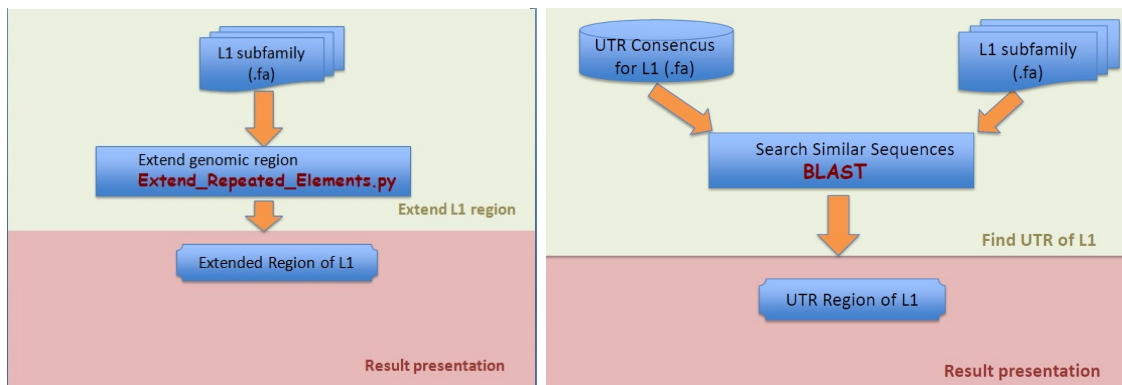 L1 subfamily
(.fa)
Extend genomic region
Extend_Repeated_Elements.py
Extend L1 region
Extended Region of L1
Result presentation
UTR Consencus
for L1 (.fa)
L1 subfamily
(.fa)
Search Similar Sequences
BLAST
Find UTR of L1
UTR Region of L1
Result presentation